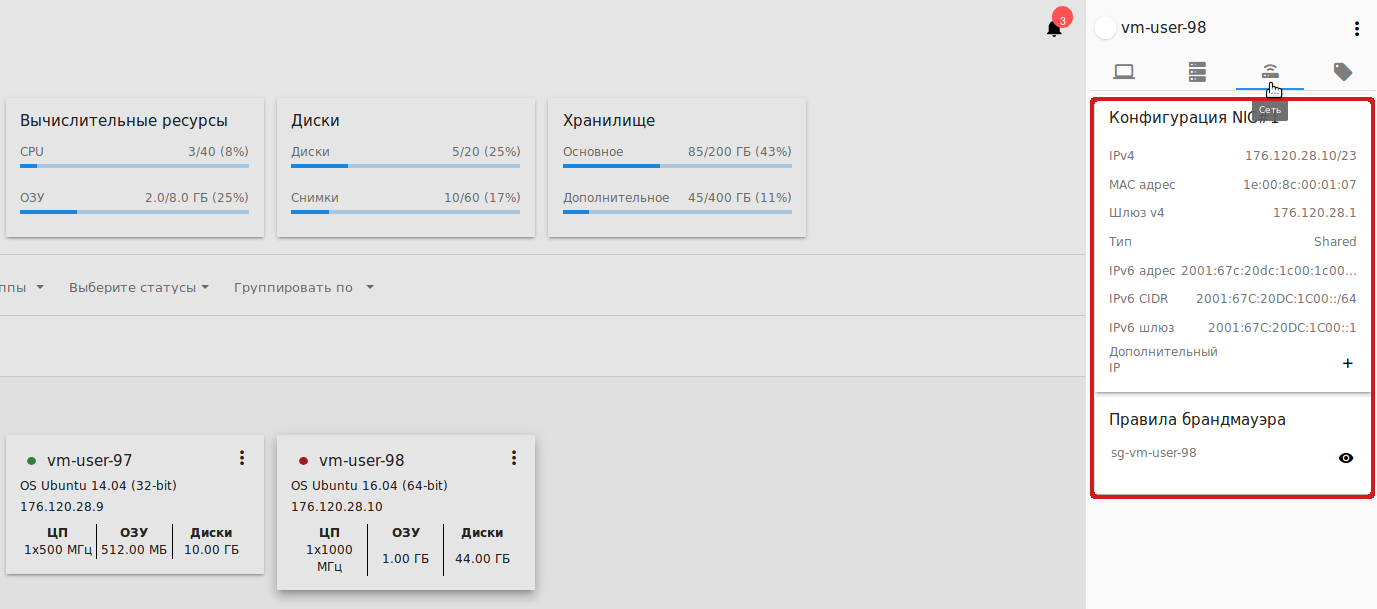 3
Вычислительные ресурсы
CPU 3/40 (8%)
ОЗУ 2.0/8.0 ГБ (25%)
Диски
Диски 5/20 (25%)
Снимки 10/60 (17%)
Хранилище
Основное 85/200 ГБ (43%)
Дополнительное 45/400 ГБ (11%)
ппы Выберите статусы Группировать по
vm-user-97
OS Ubuntu 14.04 (32-bit)
176.120.28.9
ЦП ОЗУ Диски
1x500 МГц 512.00 МБ 10.00 ГБ
vm-user-98
OS Ubuntu 16.04 (64-bit)
176.120.28.10
ЦП ОЗУ Диски
1x1000 МГц 1.00 ГБ 44.00 ГБ
vm-user-98
Сеть
Конфигурация NIC#1
IPv4 176.120.28.10/23
MAC адрес 1e:00:8c:00:01:07
Шлюз v4 176.120.28.1
Тип Shared
IPv6 адрес 2001:67c:20dc:1c00:1c00...
IPv6 CIDR 2001:67C:20DC:1C00::/64
IPv6 шлюз 2001:67C:20DC:1C00::1
Дополнительный
IP +
Правила брандмауэра
sg-vm-user-98